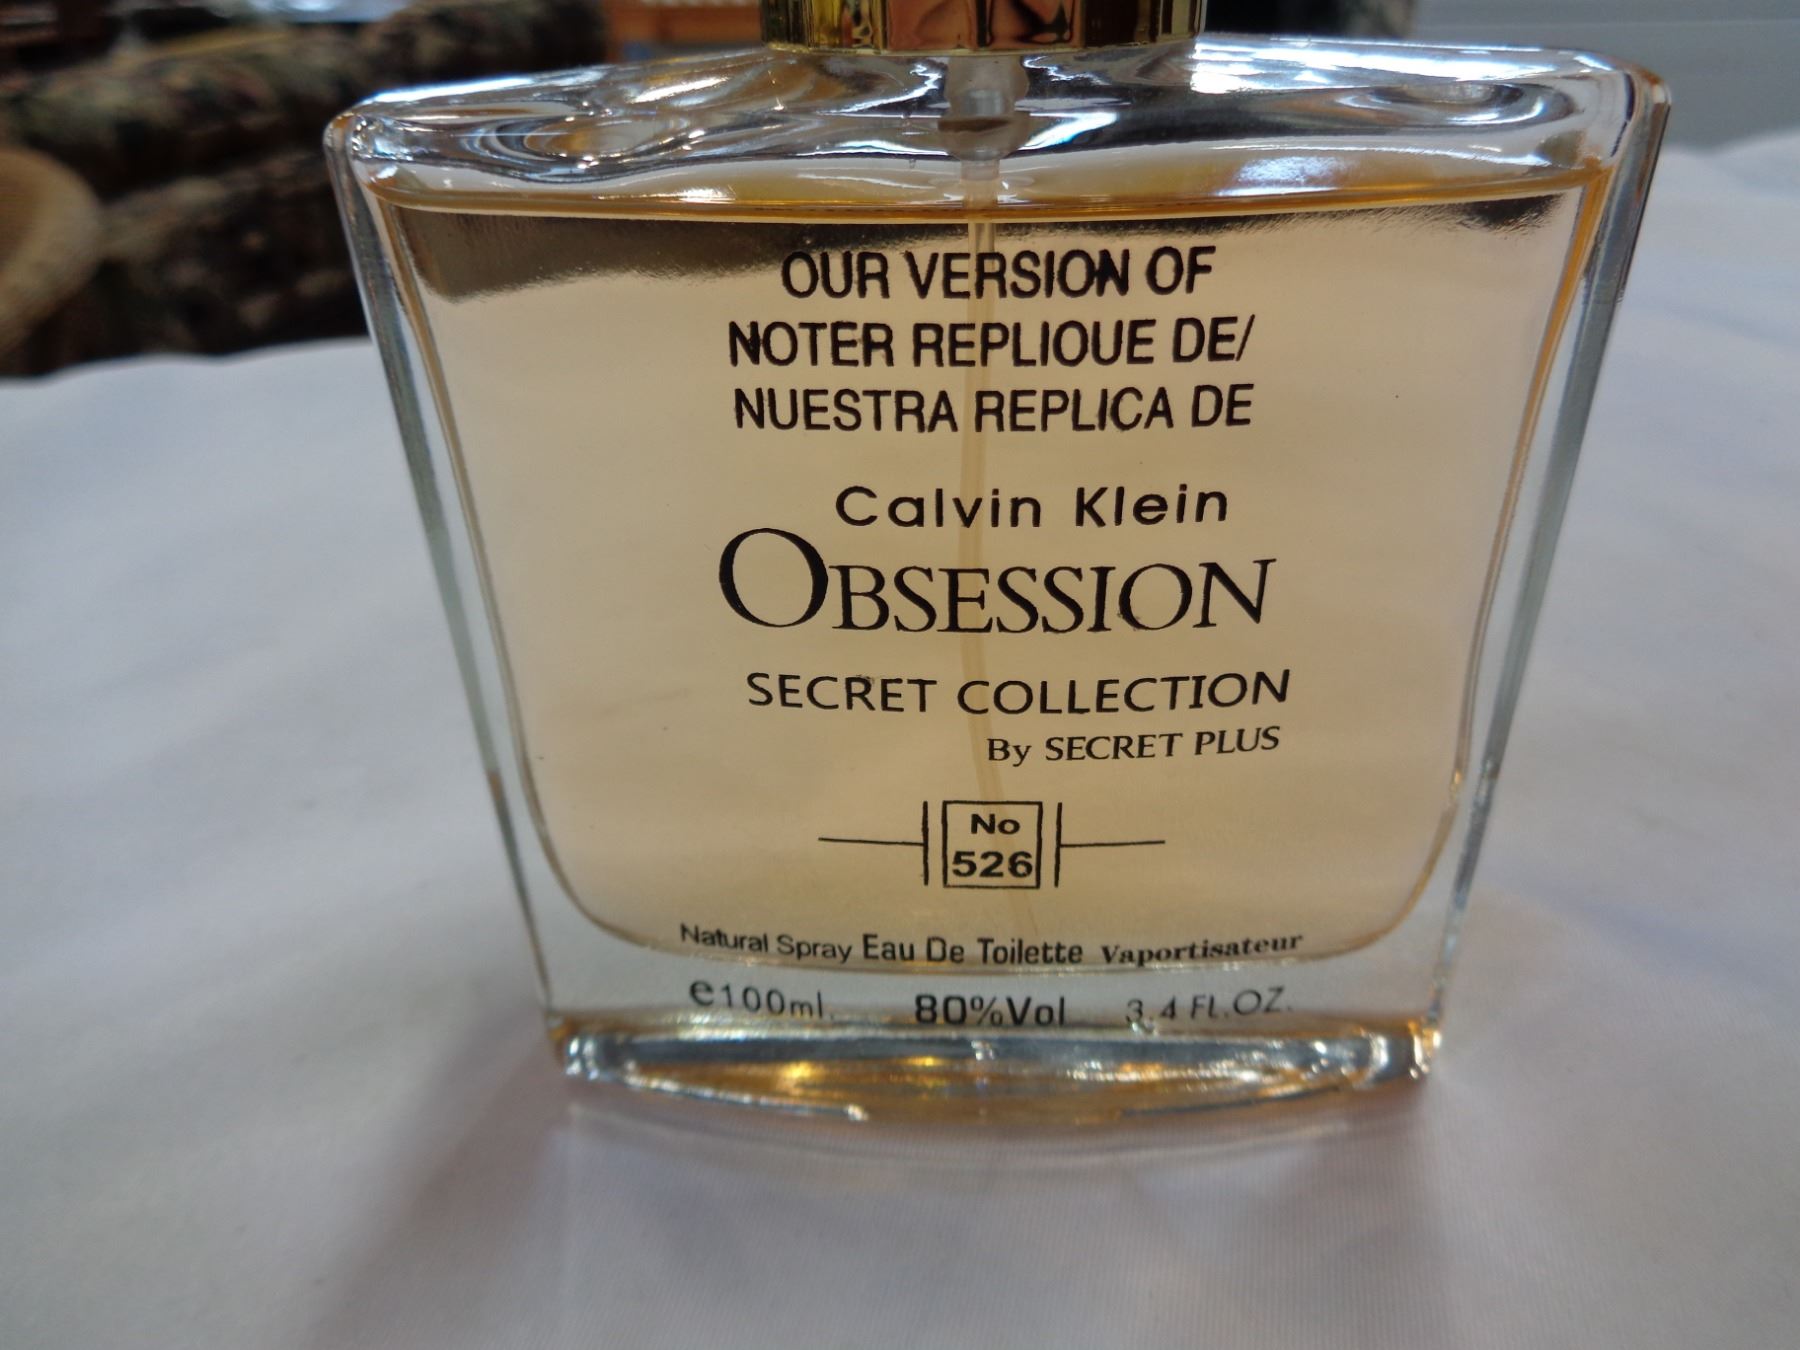 OUR VERSION OF
NOTER REPLIOUE DE/
NUESTRA REPLICA DE
Calvin Klein
OBSESSION
SECRET COLLECTION
By SECRET PLUS
No
526
Natural Spray Eau De Toilette Vaportisateur
e100ml. 80%Vol 3.4 FL.OZ.